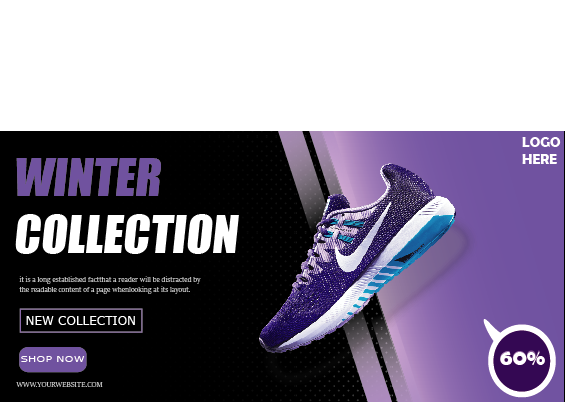 LOGO
HERE
WINTER
COLLECTION
it is a long established factthat a reader will be distracted by
the readable content of a page whenlooking at its layout.
NEW COLLECTION
SHOP NOW
WWW.YOURWEBSITE.COM
60%